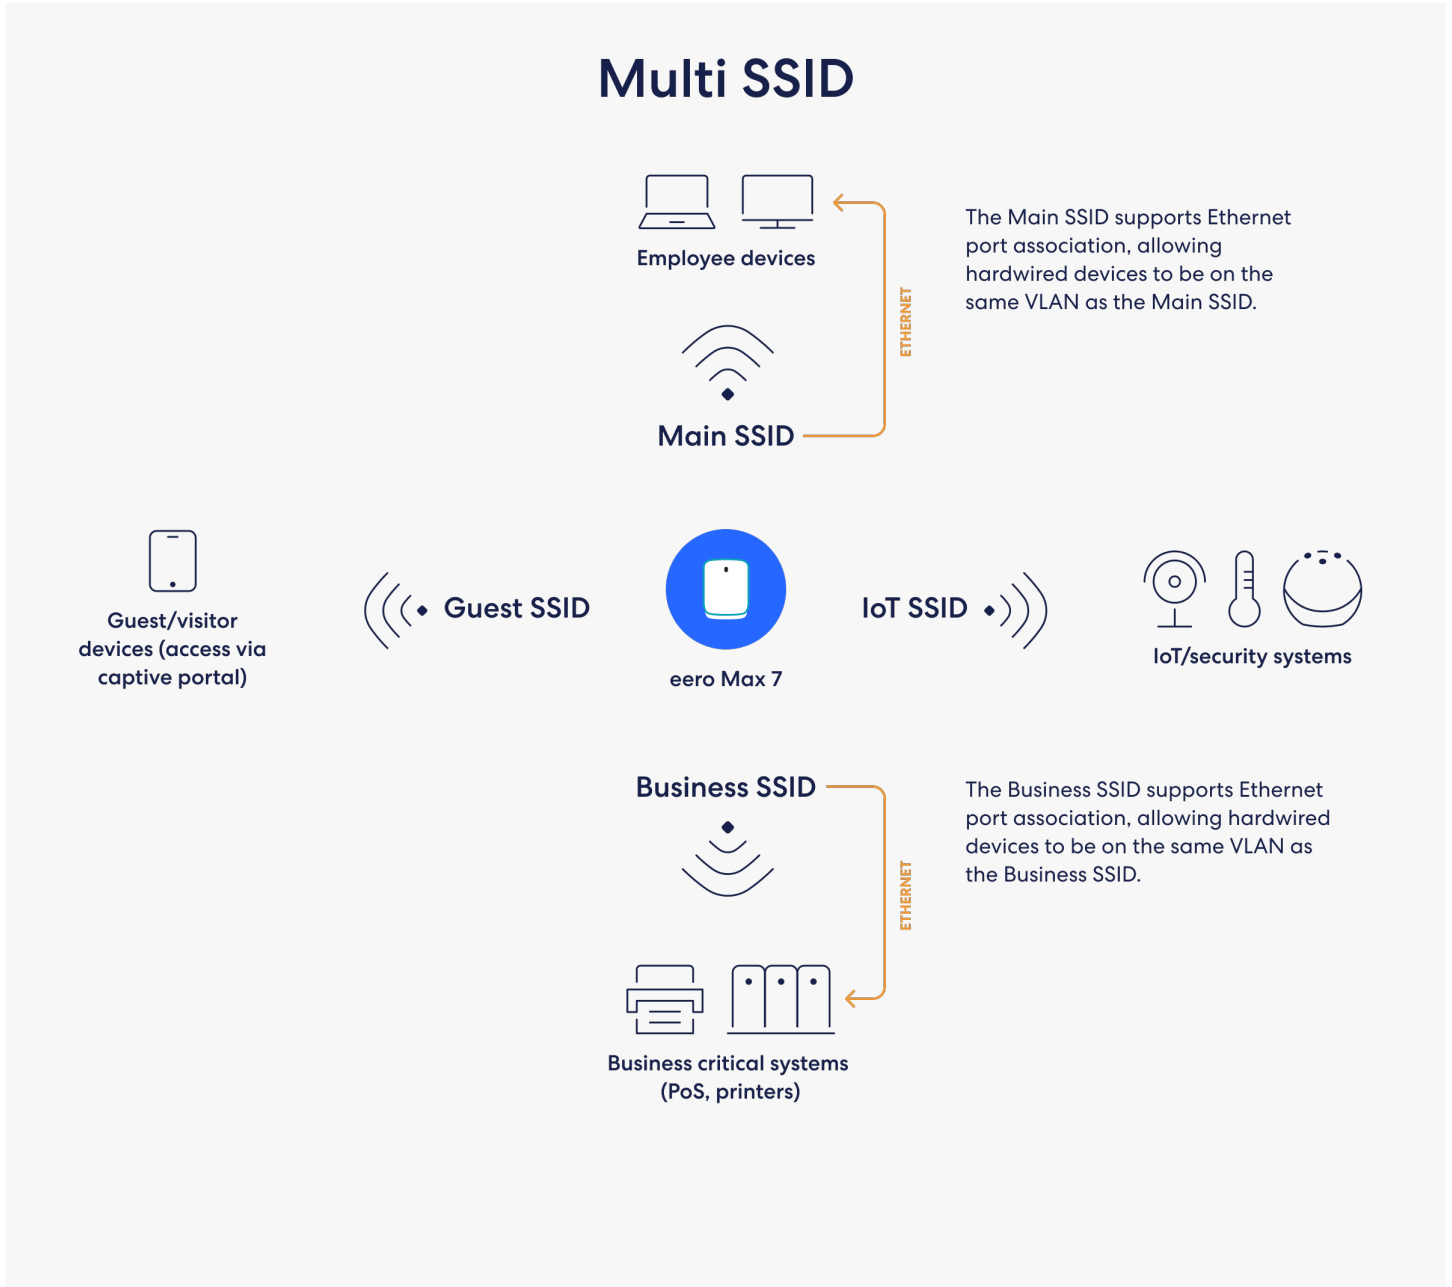 Multi SSID
Employee devices
The Main SSID supports Ethernet
port association, allowing
hardwired devices to be on the
same VLAN as the Main SSID.
ETHERNET
Main SSID
Guest/visitor
devices (access via
captive portal)
Guest SSID
eero Max 7
IoT SSID
IoT/security systems
Business SSID
The Business SSID supports Ethernet
port association, allowing hardwired
devices to be on the same VLAN as
the Business SSID.
ETHERNET
Business critical systems
(PoS, printers)